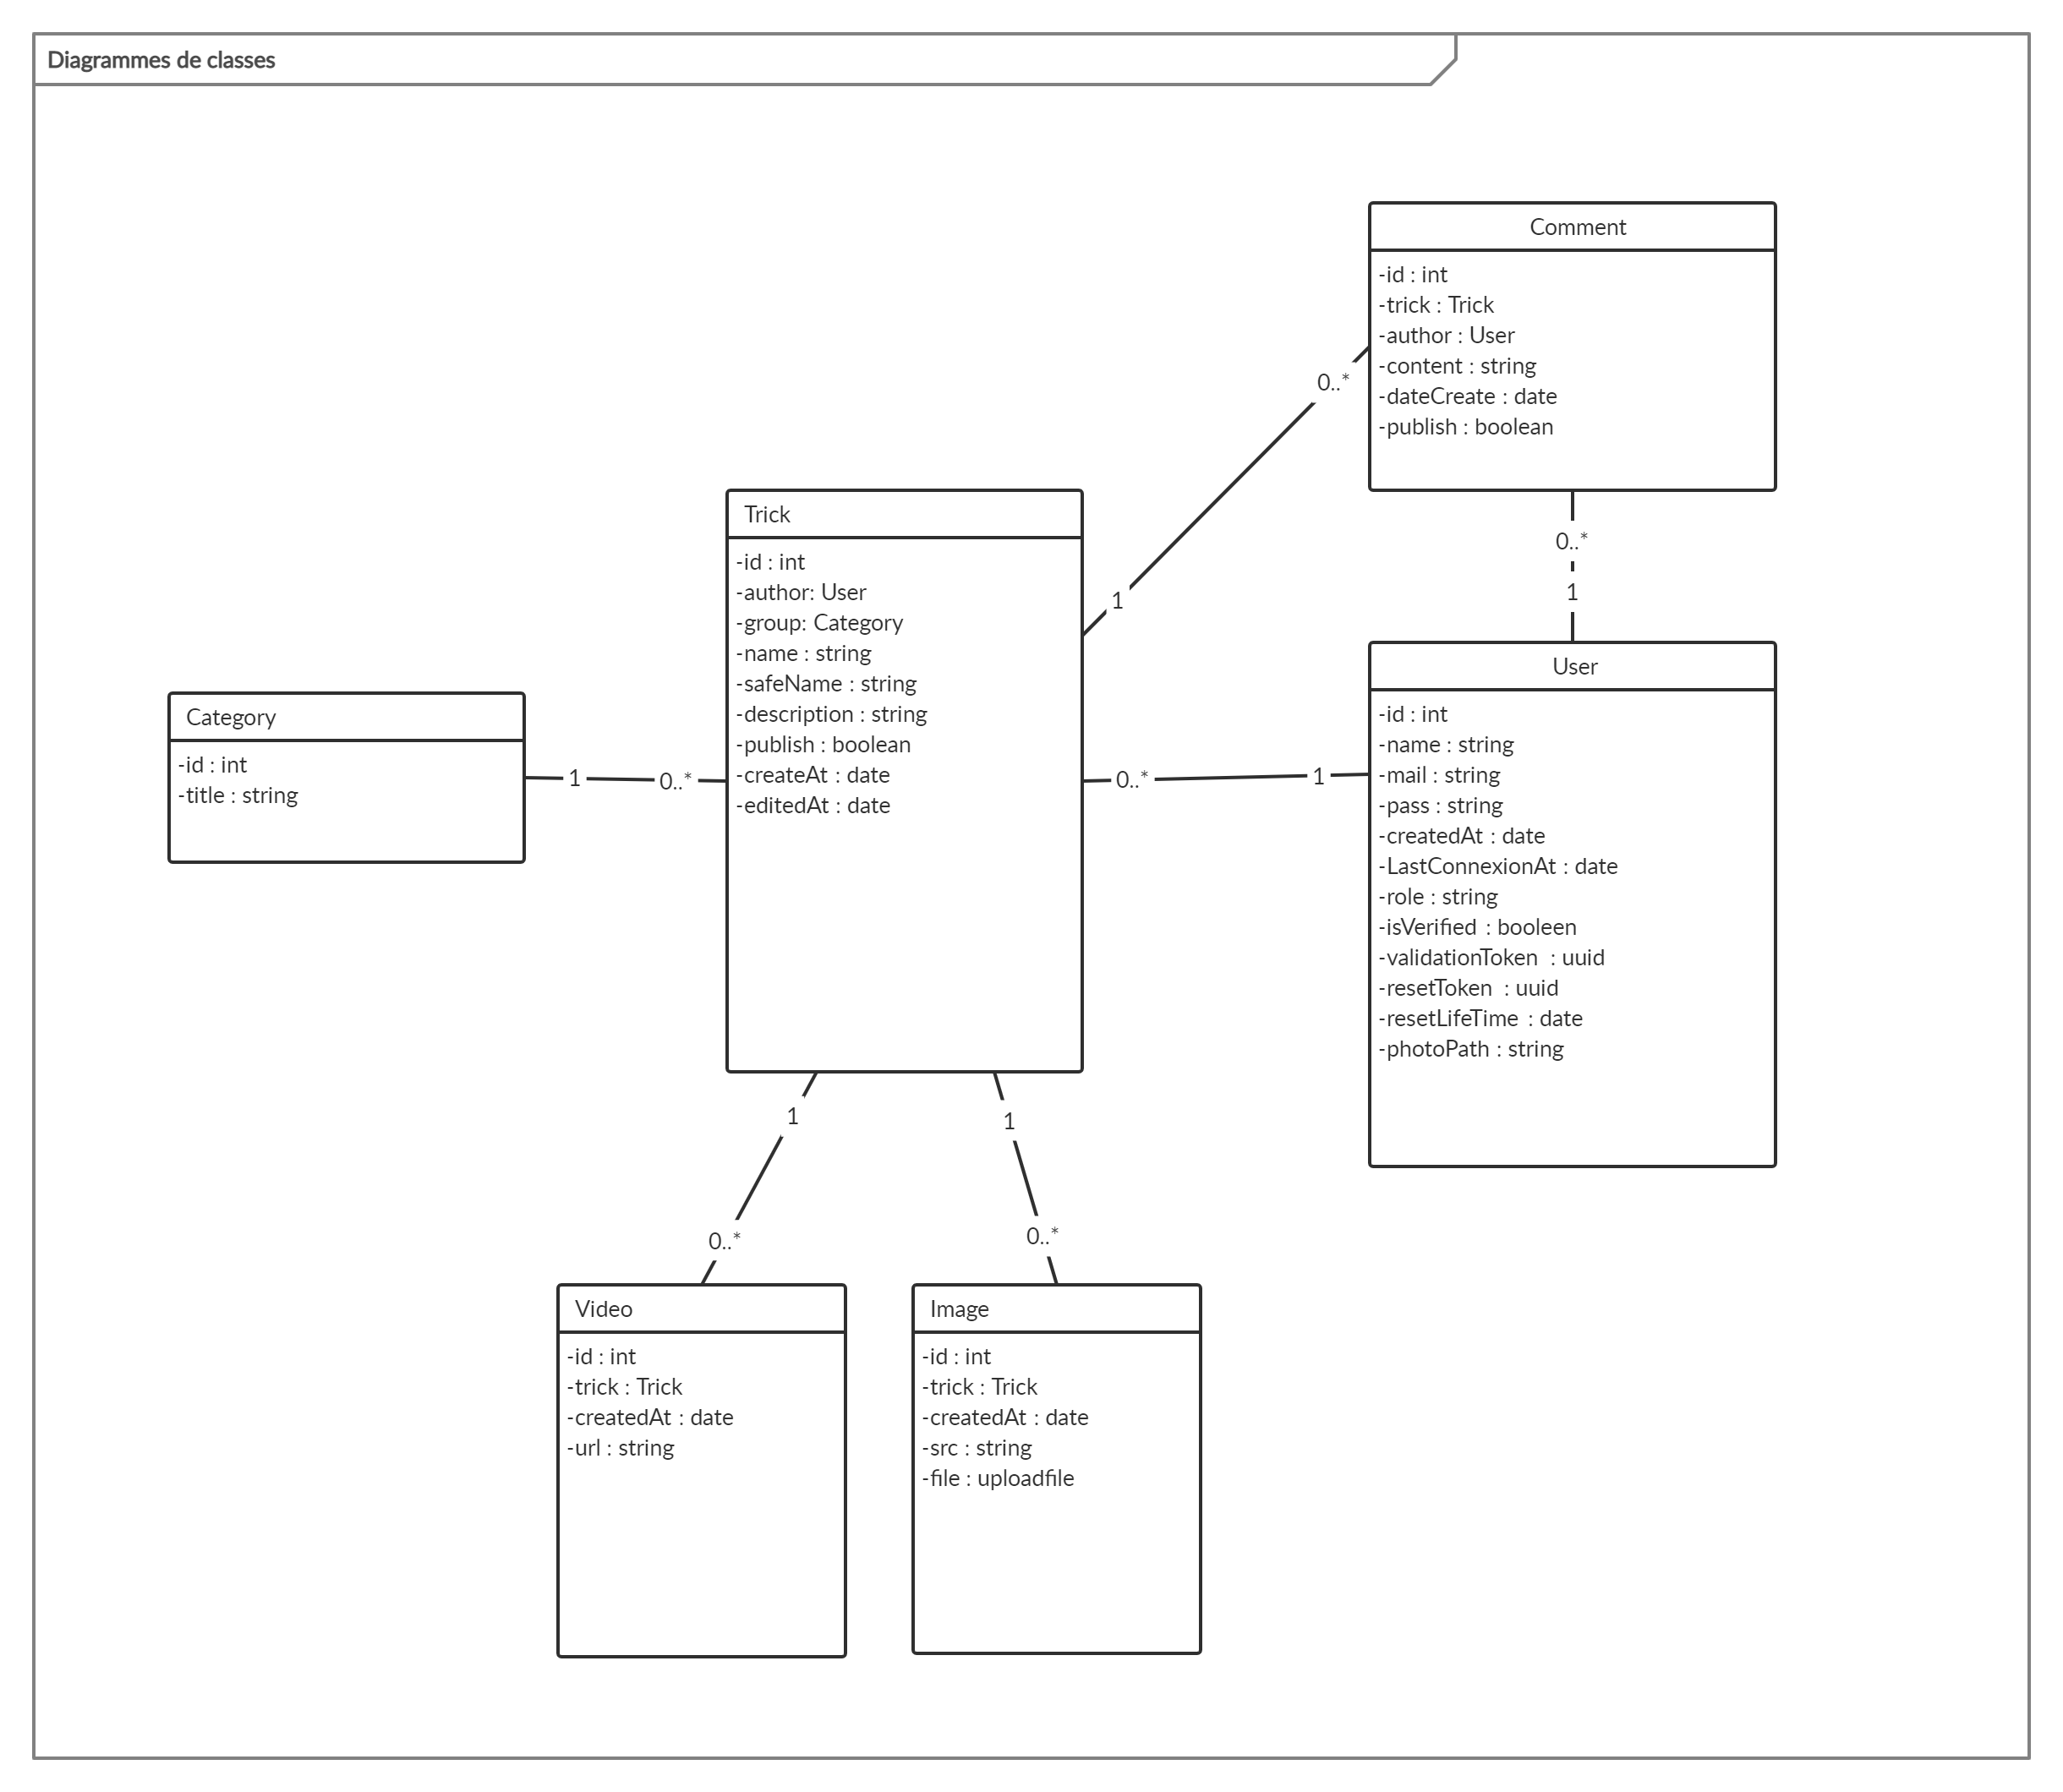 Diagrammes de classes
Comment
-id : int
-trick : Trick
-author : User
-content : string
-dateCreate : date
-publish : boolean
0..*
1
0..*
1
Trick
-id : int
-author: User
-group: Category
-name : string
-safeName : string
-description : string
-publish : boolean
-createAt : date
-editedAt : date
User
-id : int
-name : string
-mail : string
-pass : string
-createdAt : date
-LastConnexionAt : date
-role : string
-isVerified : booleen
-validationToken : uuid
-resetToken : uuid
-resetLifeTime : date
-photoPath : string
Category
-id : int
-title : string
1
0..*
0..*
1
1
0..*
1
0..*
Video
-id : int
-trick : Trick
-createdAt : date
-url : string
Image
-id : int
-trick : Trick
-createdAt : date
-src : string
-file : uploadfile